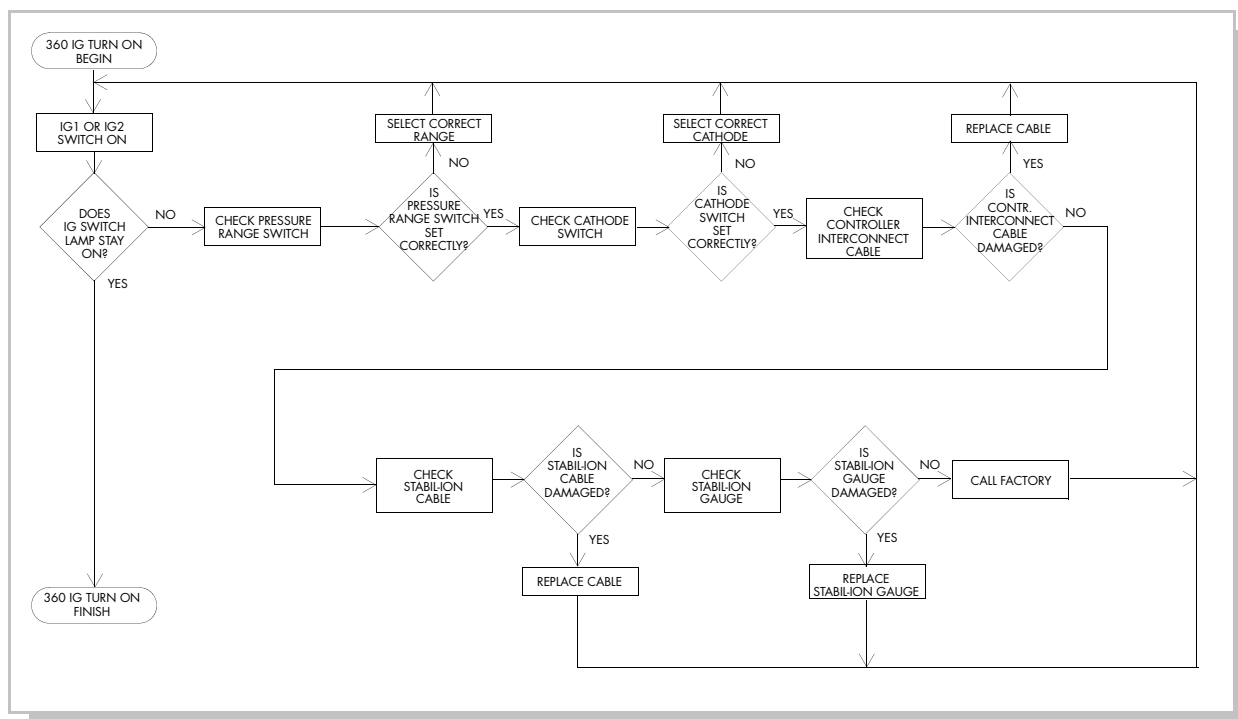 360 IG TURN ON
BEGIN
IG1 OR IG2
SWITCH ON
DOES
IG SWITCH
LAMP STAY
ON?
NO
YES
CHECK PRESSURE
RANGE SWITCH
SELECT CORRECT
RANGE
NO
IS
PRESSURE
RANGE SWITCH
SET
CORRECTLY?
YES
CHECK CATHODE
SWITCH
SELECT CORRECT
CATHODE
NO
IS
CATHODE
SWITCH
SET
CORRECTLY?
YES
CHECK
CONTROLLER
INTERCONNECT
CABLE
REPLACE CABLE
YES
IS
CONTR.
INTERCONNECT
CABLE
DAMAGED?
NO
CHECK
STABIL-ION
CABLE
IS
STABIL-ION
CABLE
DAMAGED?
NO
YES
REPLACE CABLE
CHECK
STABIL-ION
GAUGE
IS
STABIL-ION
GAUGE
DAMAGED?
NO
YES
REPLACE
STABIL-ION GAUGE
CALL FACTORY
360 IG TURN ON
FINISH